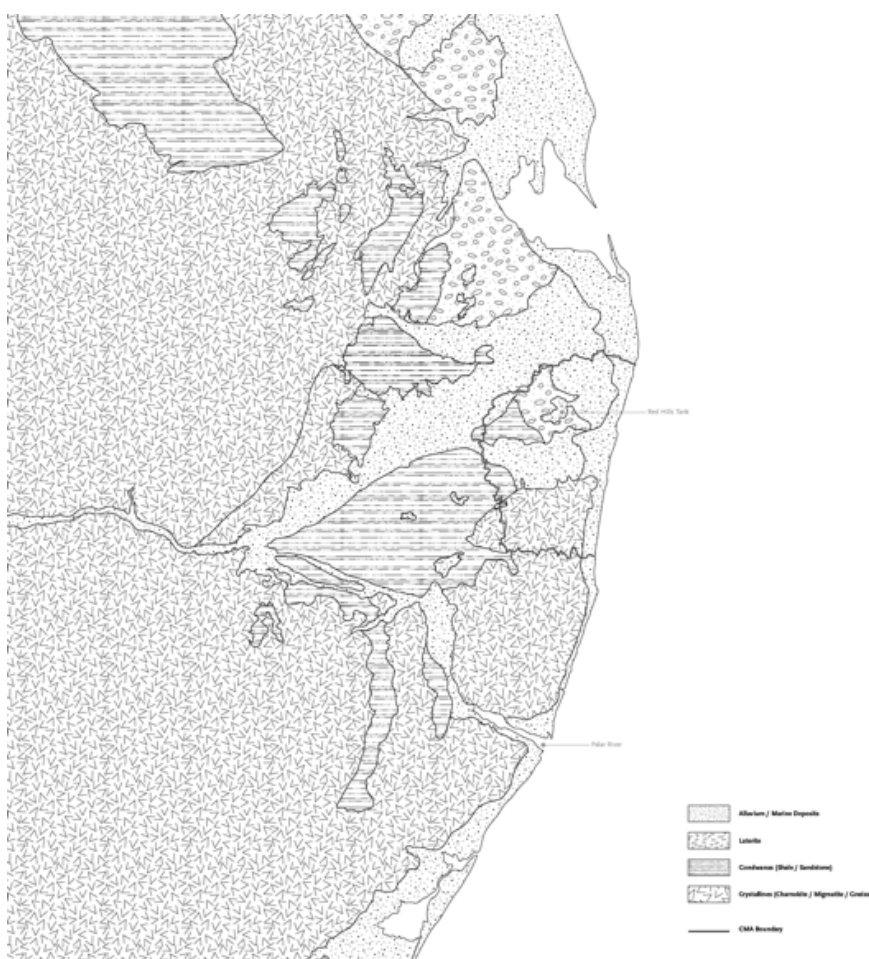 Red Hills Tank
Palar River
Alluvium / Marine Deposits
Laterite
Gondwanas (Shale / Sandstone)
Crystallines (Charnokite / Migmatite / Gneiss
CMA Boundary